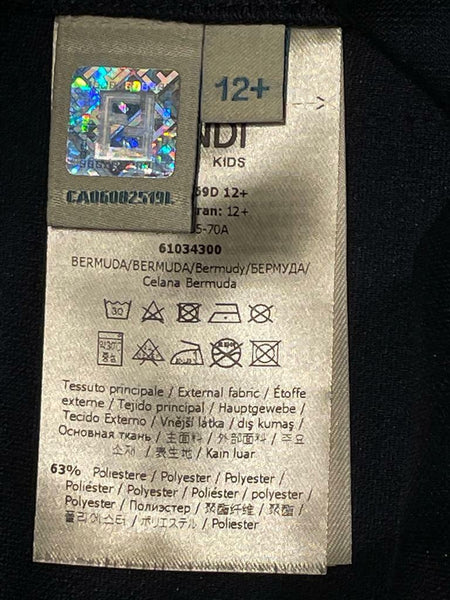 12+
NDI
KIDS
CA06002519L
59D 12+
ran: 12+
5-70A
61034300
BERMUDA/BERMUDA/Bermudy/БЕРМУДА/
Celana Bermuda
30
Tessuto principale / External fabric / Étoffe
externe / Tejido principal / Hauptgewebe /
Tecido Externo / Vnější látka / dış kumaş /
Основная ткань / 主面料 / 外部面料 / 주요
소재 / 表生地 / Kain luar
63% Poliestere / Polyester / Polyester /
Poliéster / Polyester / Poliéster / polyester /
Polyester / Полиэстер / 聚酯纤维 / 聚酯 /
폴리에스터 / ポリエステル / Poliester